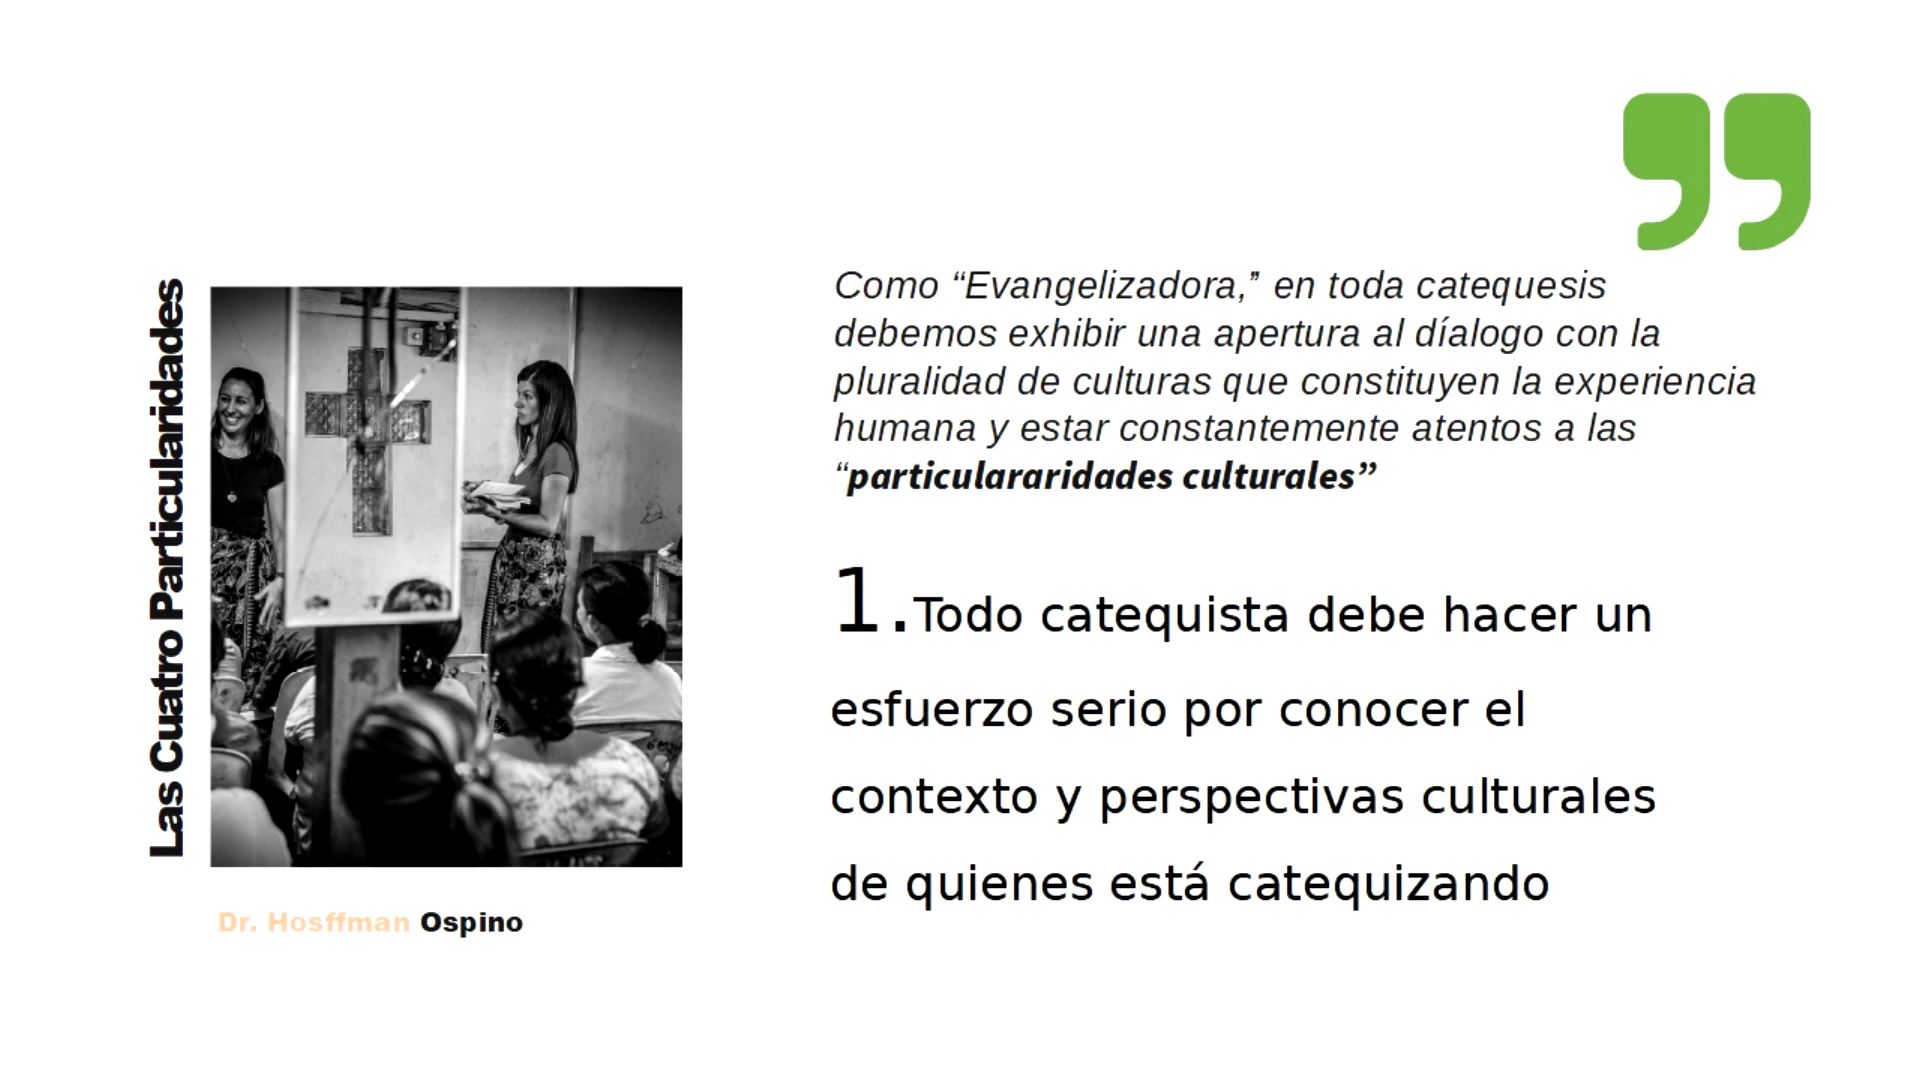 Las Cuatro Particularidades
Dr. Hosffman Ospino
Como “Evangelizadora,” en toda catequesis
debemos exhibir una apertura al díalogo con la
pluralidad de culturas que constituyen la experiencia
humana y estar constantemente atentos a las
“particulararidades culturales”
1.Todo catequista debe hacer un
esfuerzo serio por conocer el
contexto y perspectivas culturales
de quienes está catequizando